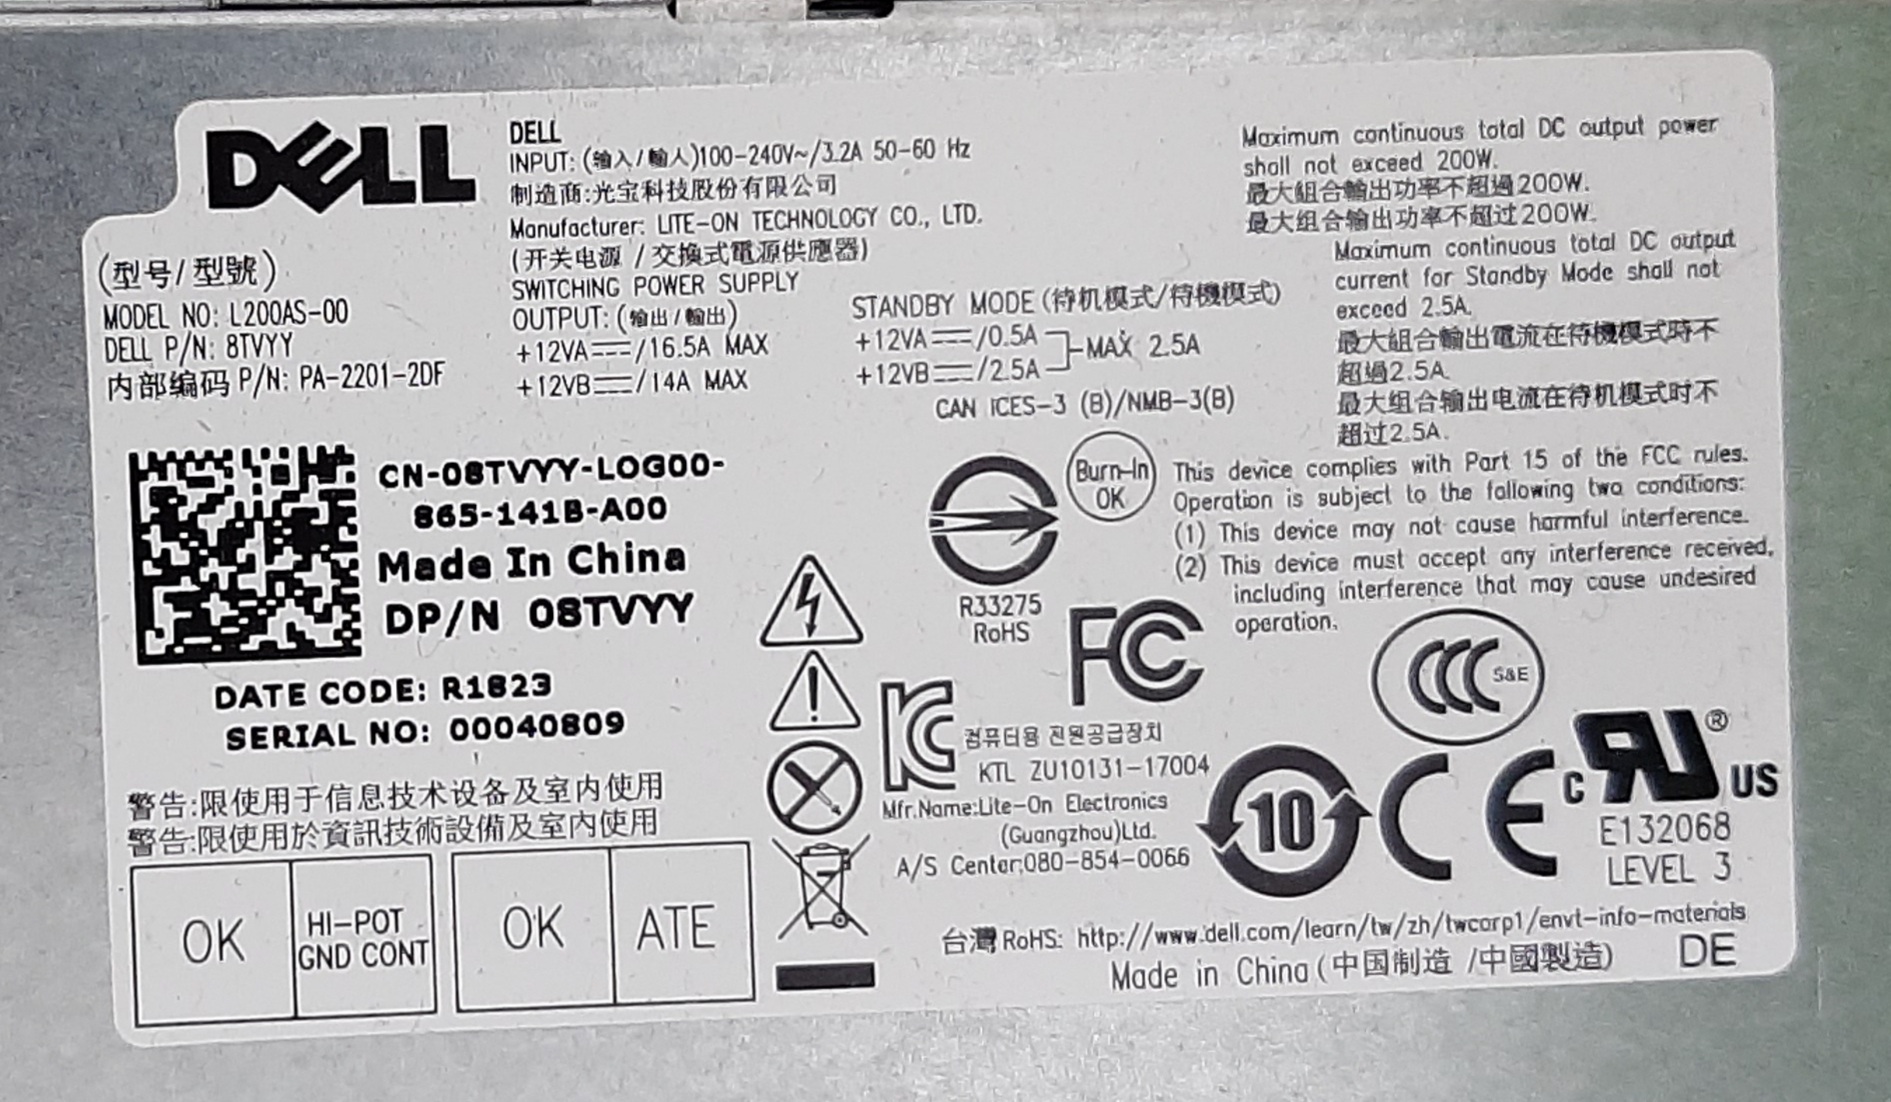 DELL
DELL
INPUT: (输入/輸入)100-240V~/3.2A 50-60 Hz
制造商:光宝科技股份有限公司
Manufacturer: LITE-ON TECHNOLOGY CO., LTD.
(开关电源 / 交換式電源供應器)
SWITCHING POWER SUPPLY
OUTPUT: (输出/輸出)
+12VA⎓/16.5A MAX
+12VB⎓/14A MAX
(型号/型號)
MODEL NO: L200AS-00
DELL P/N: 8TVYY
内部编码 P/N: PA-2201-2DF
STANDBY MODE (待机模式/待機模式)
+12VA⎓/0.5A
+12VB⎓/2.5A
MAX 2.5A
CAN ICES-3 (B)/NMB-3(B)
Maximum continuous total DC output power
shall not exceed 200W.
最大組合輸出功率不超過200W.
最大组合输出功率不超过200W.
Maximum continuous total DC output
current for Standby Mode shall not
exceed 2.5A.
最大組合輸出電流在待機模式時不
超過2.5A.
最大组合输出电流在待机模式时不
超过2.5A.
CN-08TVYY-LOG00-
865-141B-A00
Made In China
DP/N 08TVYY
DATE CODE: R1823
SERIAL NO: 00040809
R33275
RoHS
Burn-In
OK
This device complies with Part 15 of the FCC rules.
Operation is subject to the following two conditions:
(1) This device may not cause harmful interference.
(2) This device must accept any interference received,
including interference that may cause undesired
operation.
FC
CCC S&E
KC
컴퓨터용 전원공급장치
KTL ZU10131-17004
Mfr.Name:Lite-On Electronics
(Guangzhou)Ltd.
A/S Center:080-854-0066
10
CE
c RU ® US
E132068
LEVEL 3
警告:限使用于信息技术设备及室内使用
警告:限使用於資訊技術設備及室內使用
OK
HI-POT
GND CONT
OK
ATE
台灣 RoHS: http://www.dell.com/learn/tw/zh/twcorp1/envt-info-materials
Made in China (中国制造 /中國製造)
DE